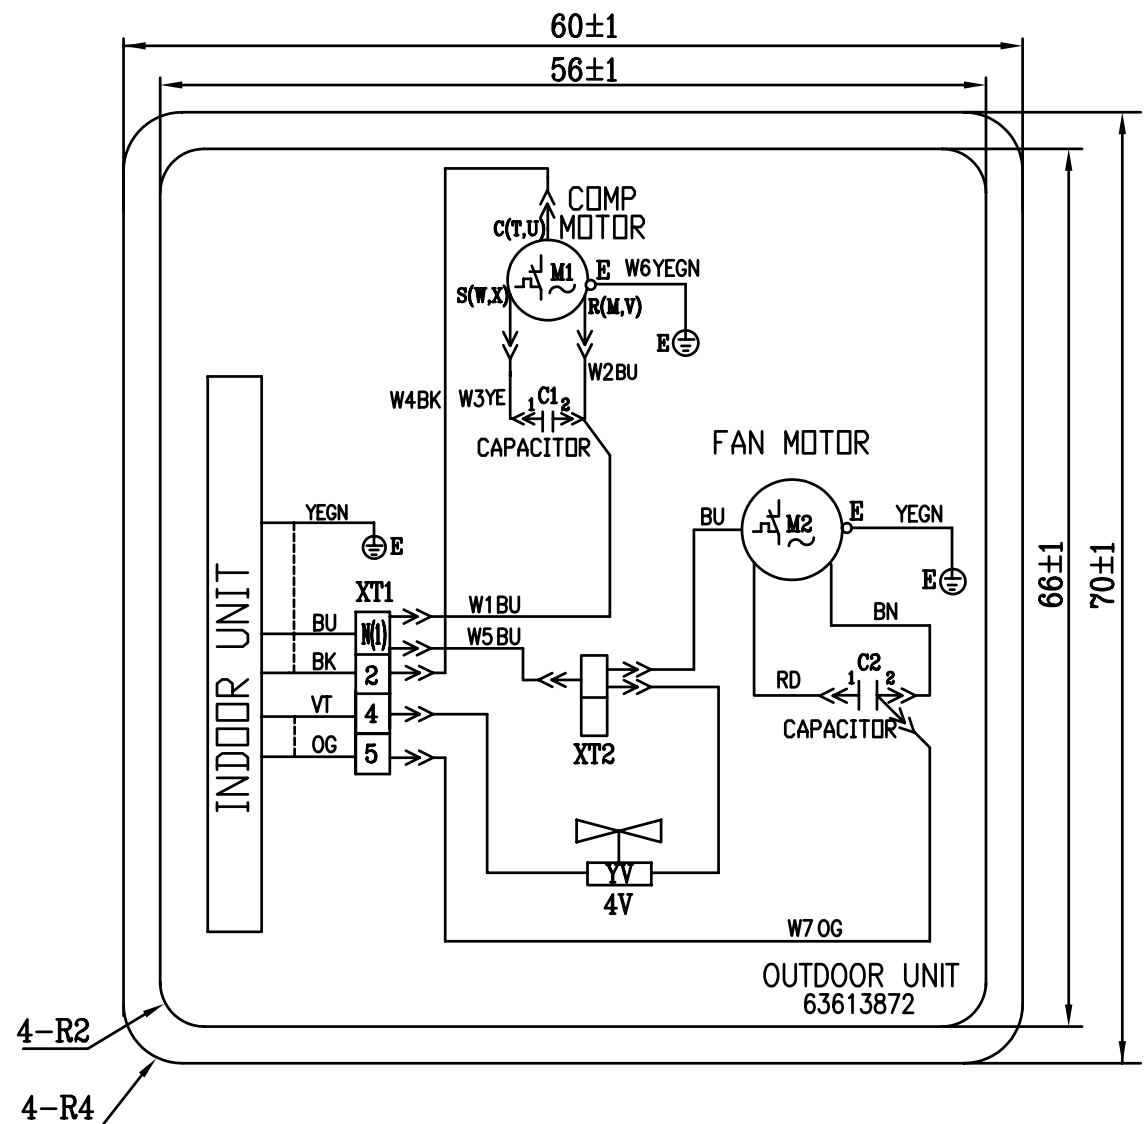 60±1
56±1
COMP
MOTOR
C(T,U)
M1
E
W6YEGN
S(W,X)
R(M,V)
E
W2BU
W4BK
W3YE
1 C1 2
CAPACITOR
FAN MOTOR
YEGN
BU
M2
E
YEGN
E
XT1
E
66±1
70±1
INDOOR UNIT
BU
N(1)
W1BU
W5BU
BN
BK
2
RD
1 C2 2
VT
4
CAPACITOR
OG
5
XT2
YV
4V
W7OG
OUTDOOR UNIT
63613872
4-R2
4-R4